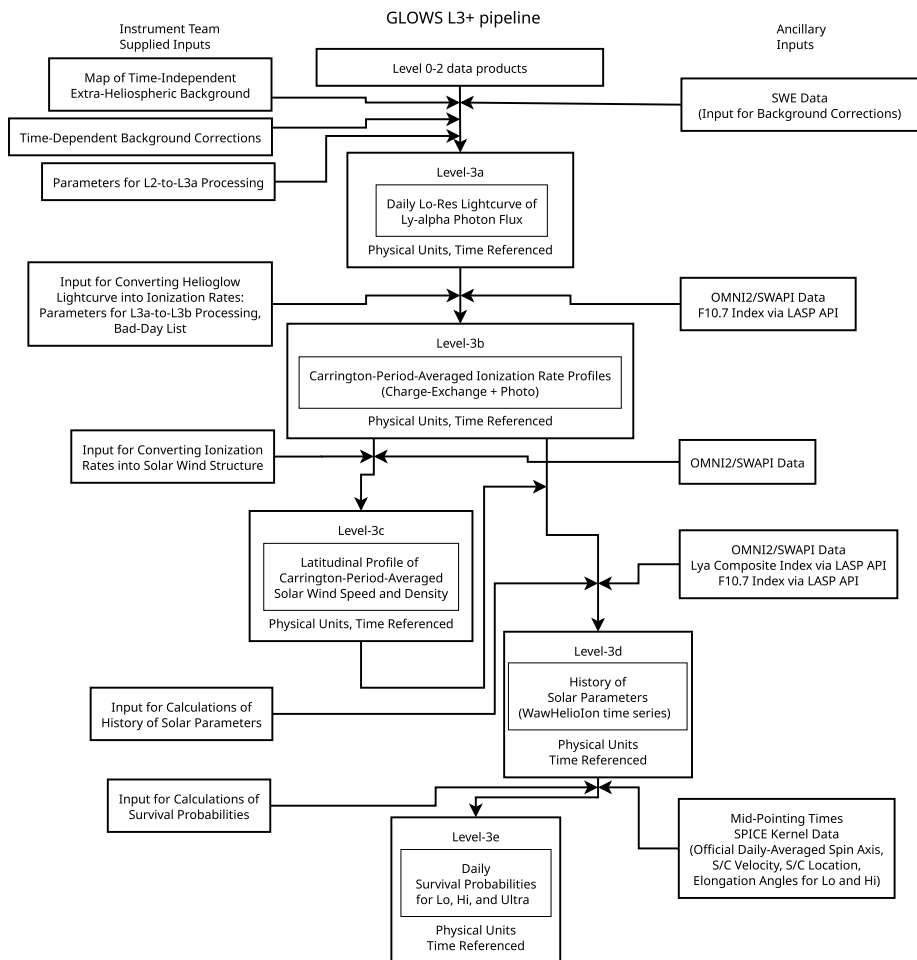 GLOWS L3+ pipeline
Instrument Team
Supplied Inputs
Ancillary
Inputs
Level 0-2 data products
Map of Time-Independent
Extra-Heliospheric Background
SWE Data
(Input for Background Corrections)
Time-Dependent Background Corrections
Parameters for L2-to-L3a Processing
Level-3a
Daily Lo-Res Lightcurve of
Ly-alpha Photon Flux
Physical Units, Time Referenced
Input for Converting Helioglow
Lightcurve into Ionization Rates:
Parameters for L3a-to-L3b Processing,
Bad-Day List
OMNI2/SWAPI Data
F10.7 Index via LASP API
Level-3b
Carrington-Period-Averaged Ionization Rate Profiles
(Charge-Exchange + Photo)
Physical Units, Time Referenced
Input for Converting Ionization
Rates into Solar Wind Structure
OMNI2/SWAPI Data
Level-3c
Latitudinal Profile of
Carrington-Period-Averaged
Solar Wind Speed and Density
Physical Units, Time Referenced
OMNI2/SWAPI Data
Lya Composite Index via LASP API
F10.7 Index via LASP API
Level-3d
History of
Solar Parameters
(WawHelioIon time series)
Physical Units
Time Referenced
Input for Calculations of
History of Solar Parameters
Input for Calculations of
Survival Probabilities
Mid-Pointing Times
SPICE Kernel Data
(Official Daily-Averaged Spin Axis,
S/C Velocity, S/C Location,
Elongation Angles for Lo and Hi)
Level-3e
Daily
Survival Probabilities
for Lo, Hi, and Ultra
Physical Units
Time Referenced